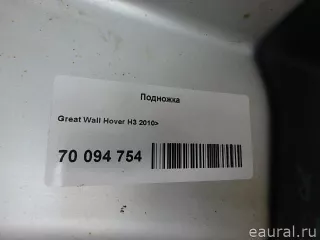 Подножка
Great Wall Hover H3 2010>
70 094 754
eaural.ru